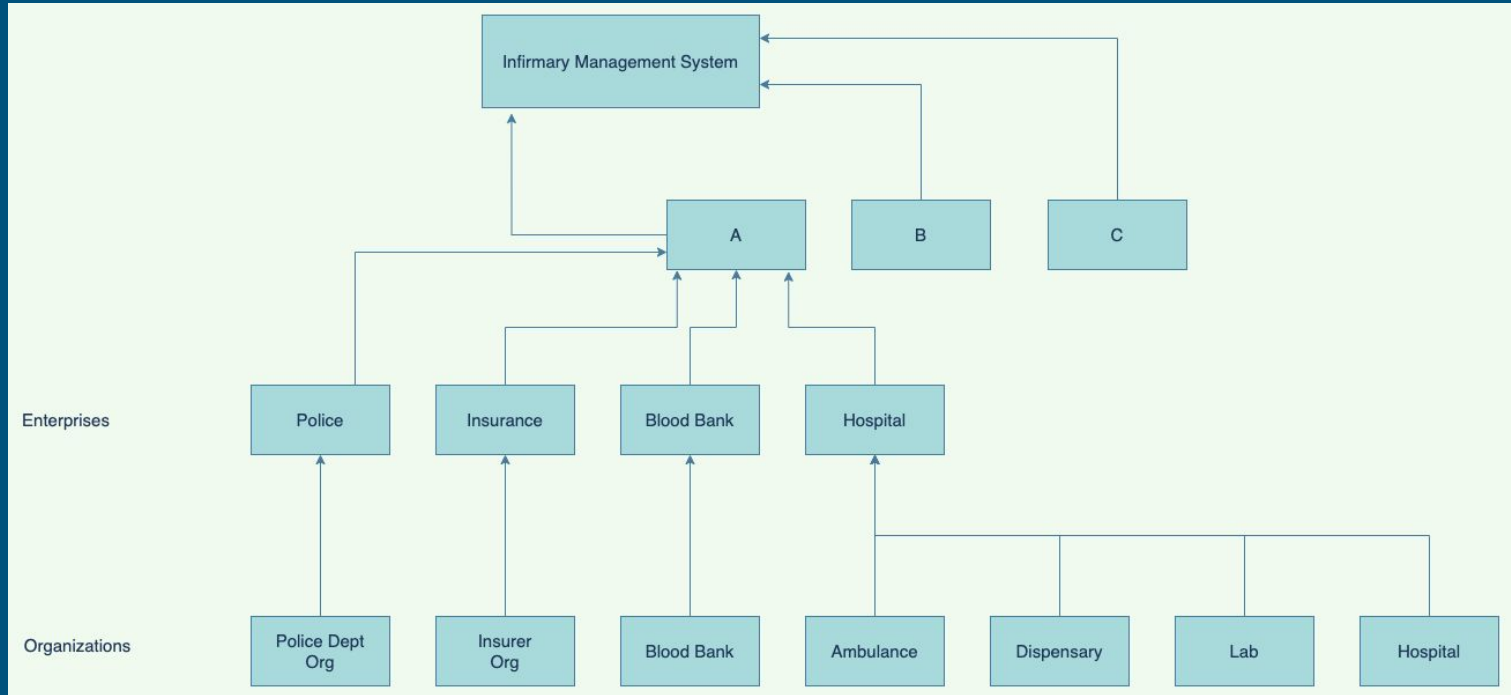 Infirmary Management System
A
B
C
Enterprises
Police
Insurance
Blood Bank
Hospital
Organizations
Police Dept
Org
Insurer
Org
Blood Bank
Ambulance
Dispensary
Lab
Hospital